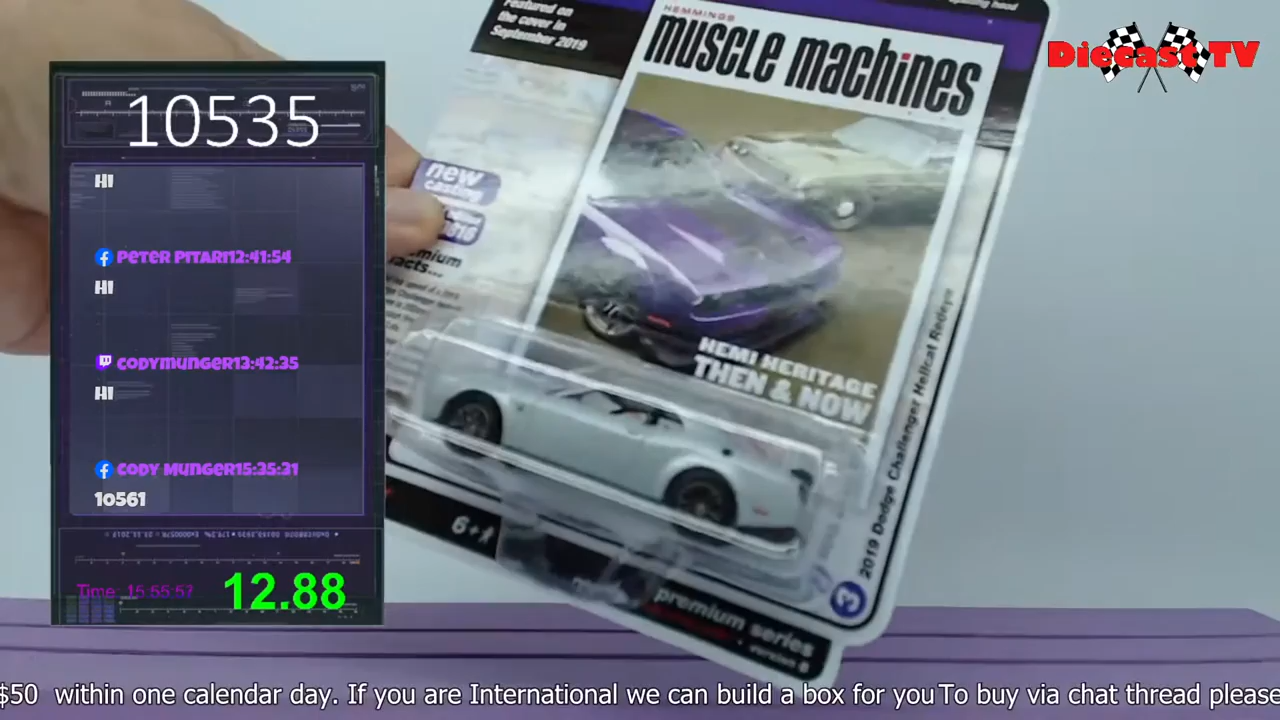 Featured on
the cover in
September 2019
HEMMINGS
muscle machines
Diecast TV
10535
HI
Peter Pitari12:41:54
HI
codymunger13:42:35
HI
Cody Munger15:35:31
10561
Time: 15:55:57
12.88
new
casting
HEMI HERITAGE
THEN & NOW
2019 Dodge Challenger Hellcat Redeye
3
6+
premium series
version B
$50 within one calendar day. If you are International we can build a box for you To buy via chat thread please